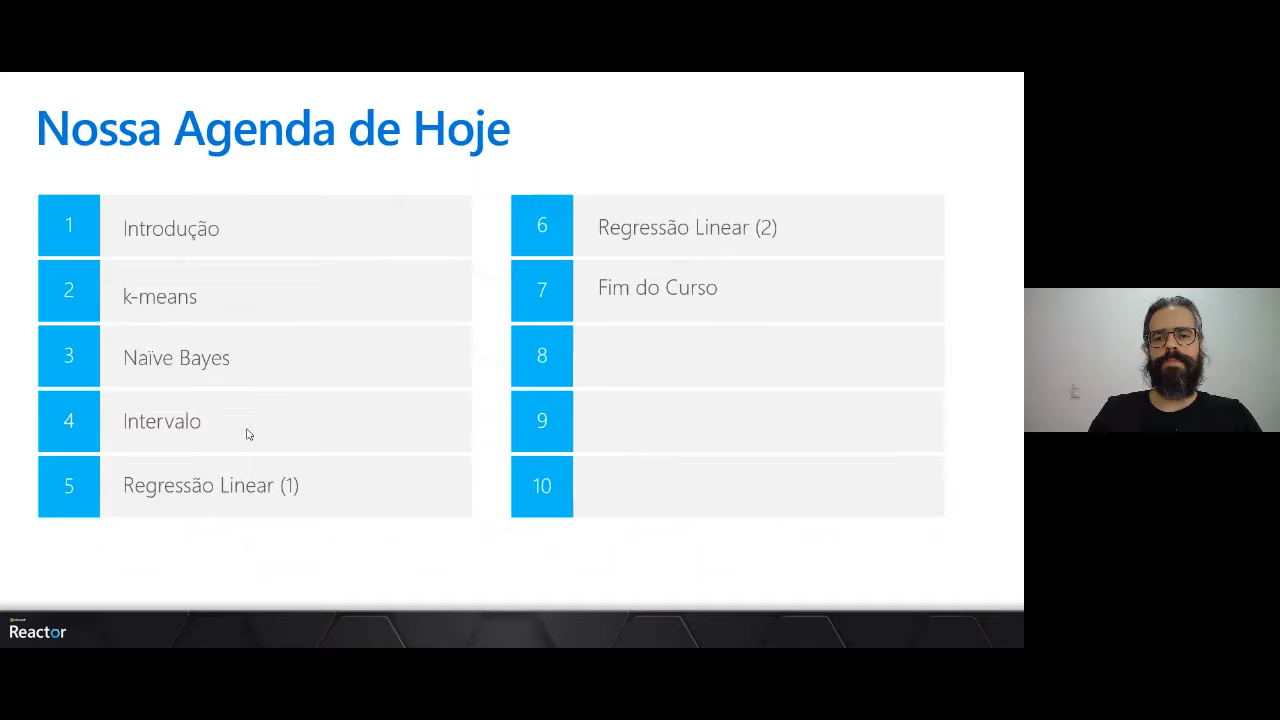 Nossa Agenda de Hoje
1 Introdução
2 k-means
3 Naïve Bayes
4 Intervalo
5 Regressão Linear (1)
6 Regressão Linear (2)
7 Fim do Curso
8
9
10
Reactor